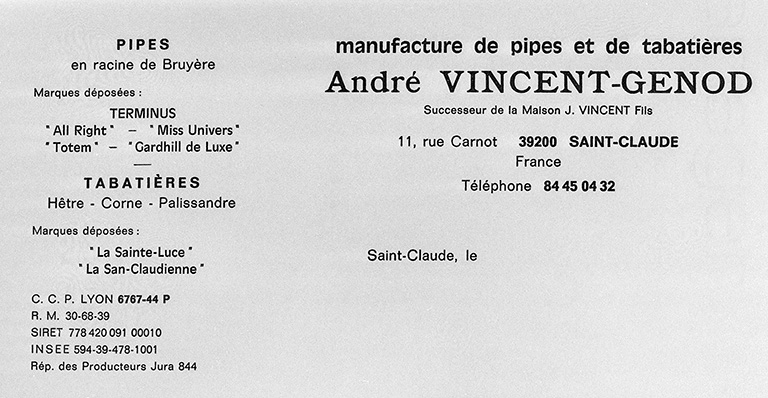 PIPES
en racine de Bruyère
Marques déposées :
TERMINUS
"All Right" – "Miss Univers"
"Totem" – "Gardhill de Luxe"
TABATIÈRES
Hêtre - Corne - Palissandre
Marques déposées :
"La Sainte-Luce"
"La San-Claudienne"
C. C. P. LYON 6767-44 P
R. M. 30-68-39
SIRET 778 420 091 00010
INSEE 594-39-478-1001
Rép. des Producteurs Jura 844
manufacture de pipes et de tabatières
André VINCENT-GENOD
Successeur de la Maison J. VINCENT Fils
11, rue Carnot 39200 SAINT-CLAUDE
France
Téléphone 84 45 04 32
Saint-Claude, le